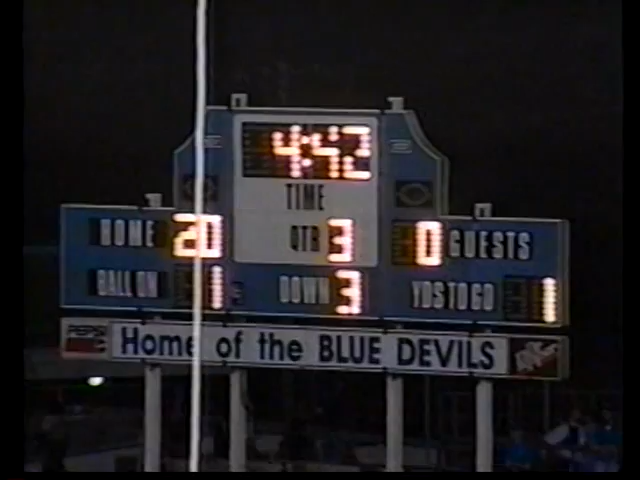 4:42
TIME
HOME 20 QTR 3 0 GUESTS
BALL ON 1 DOWN 3 YDS TO GO 1
PEPSI Home of the BLUE DEVILS